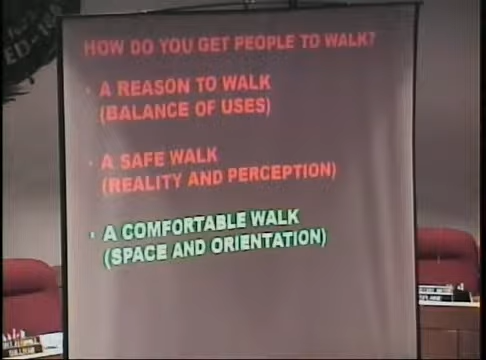 HOW DO YOU GET PEOPLE TO WALK?
· A REASON TO WALK
(BALANCE OF USES)
· A SAFE WALK
(REALITY AND PERCEPTION)
· A COMFORTABLE WALK
(SPACE AND ORIENTATION)